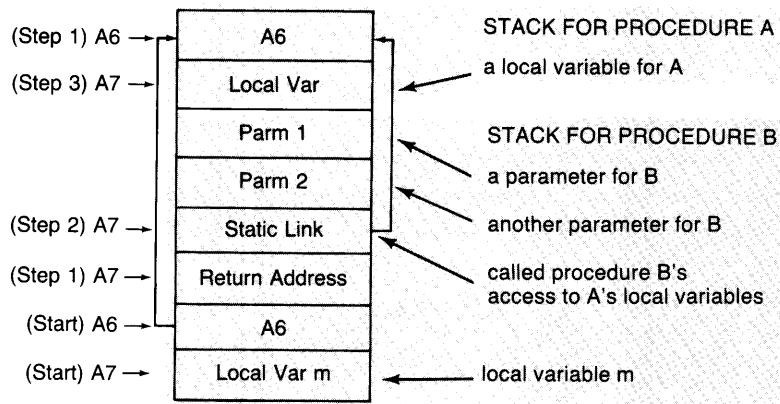 STACK FOR PROCEDURE A
(Step 1) A6
A6
(Step 3) A7
Local Var
a local variable for A
Parm 1
STACK FOR PROCEDURE B
Parm 2
a parameter for B
(Step 2) A7
Static Link
another parameter for B
(Step 1) A7
Return Address
called procedure B's
access to A's local variables
(Start) A6
A6
(Start) A7
Local Var m
local variable m